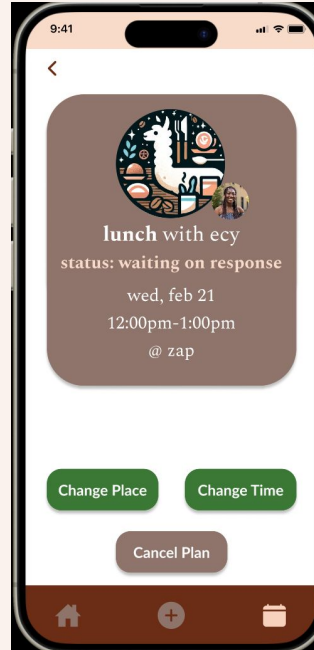 9:41
lunch with ecy
status: waiting on response
wed, feb 21
12:00pm-1:00pm
@ zap
Change Place
Change Time
Cancel Plan